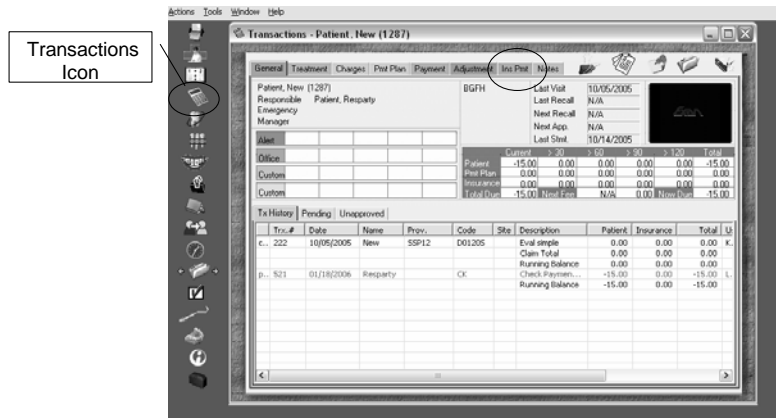 Actions Tools Window Help
Transactions - Patient, New (1287)
Transactions
Icon
General Treatment Charges Pmt Plan Payment Adjustment Ins Pmt Notes
Patient, New (1287)
Responsible Patient, Resparty
Emergency
Manager
BGFH
Last Visit 10/05/2005
Last Recall N/A
Next Recall N/A
Next App. N/A
Last Stmt. 10/14/2005
Alert
Office
Custom
Custom
Current > 30 > 60 > 90 > 120 Total
Patient -15.00 0.00 0.00 0.00 0.00 -15.00
Pmt Plan 0.00 0.00 0.00 0.00 0.00 0.00
Insurance 0.00 0.00 0.00 0.00 0.00 0.00
Total Due -15.00 Next Fee N/A 0.00 Now Due -15.00
Tx History Pending Unapproved
Trx.# Date Name Prov. Code Site Description Patient Insurance Total U
c... 222 10/05/2005 New SSP12 D0120S Eval simple 0.00 0.00 0.00 K.
Claim Total 0.00 0.00 0.00
Running Balance 0.00 0.00 0.00
p... 521 01/18/2006 Resparty CK Check Paymen... -15.00 0.00 -15.00 L.
Running Balance -15.00 0.00 -15.00